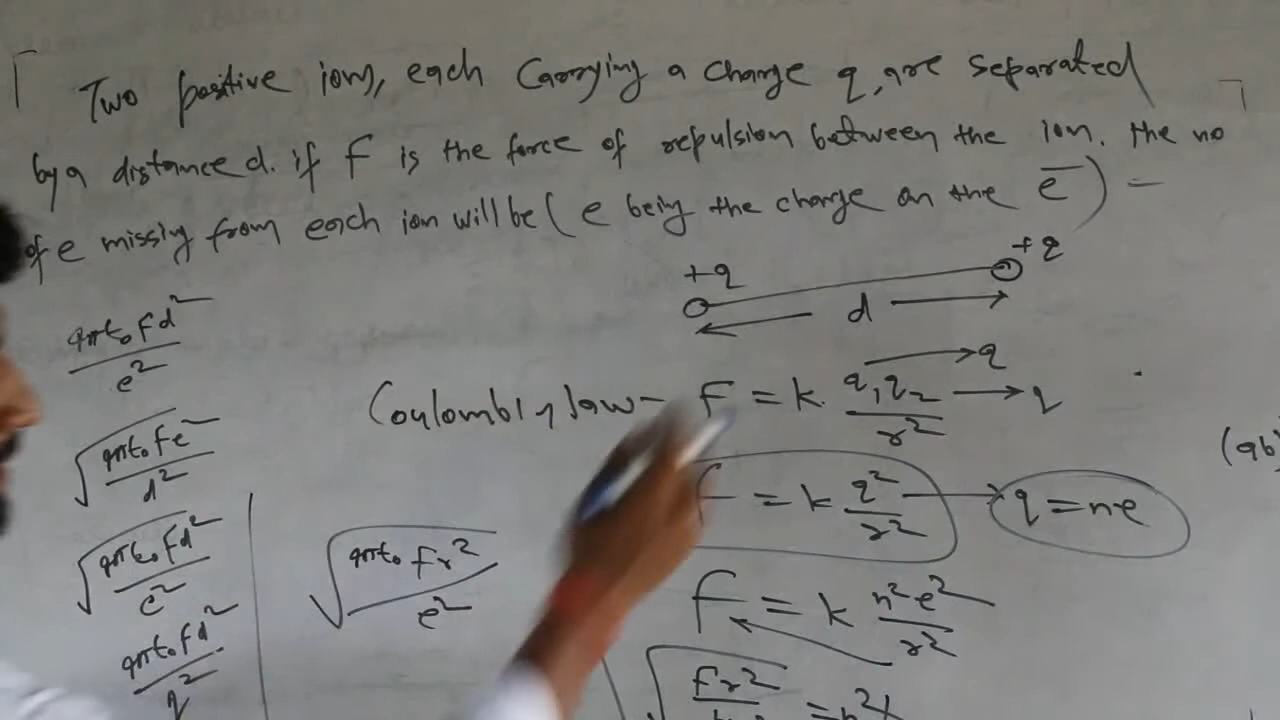 Two positive ions, each Carrying a charge q, are separated
by a distance d. if F is the force of repulsion between the ion. the no
of e missing from each ion will be ( e being the charge on the e̅ ) —
+q +q
d
4πε₀Fd²/e²
√(4πε₀Fe²/d²)
√(4πε₀Fd²/e²)
4πε₀Fd²/q²
Coulomb's law – F = k. q₁q₂/r² → q → q
F = k q²/r² → q = ne
F = k n²e²/r²
√(4πε₀Fr²/e²)
Fr²
(ab)